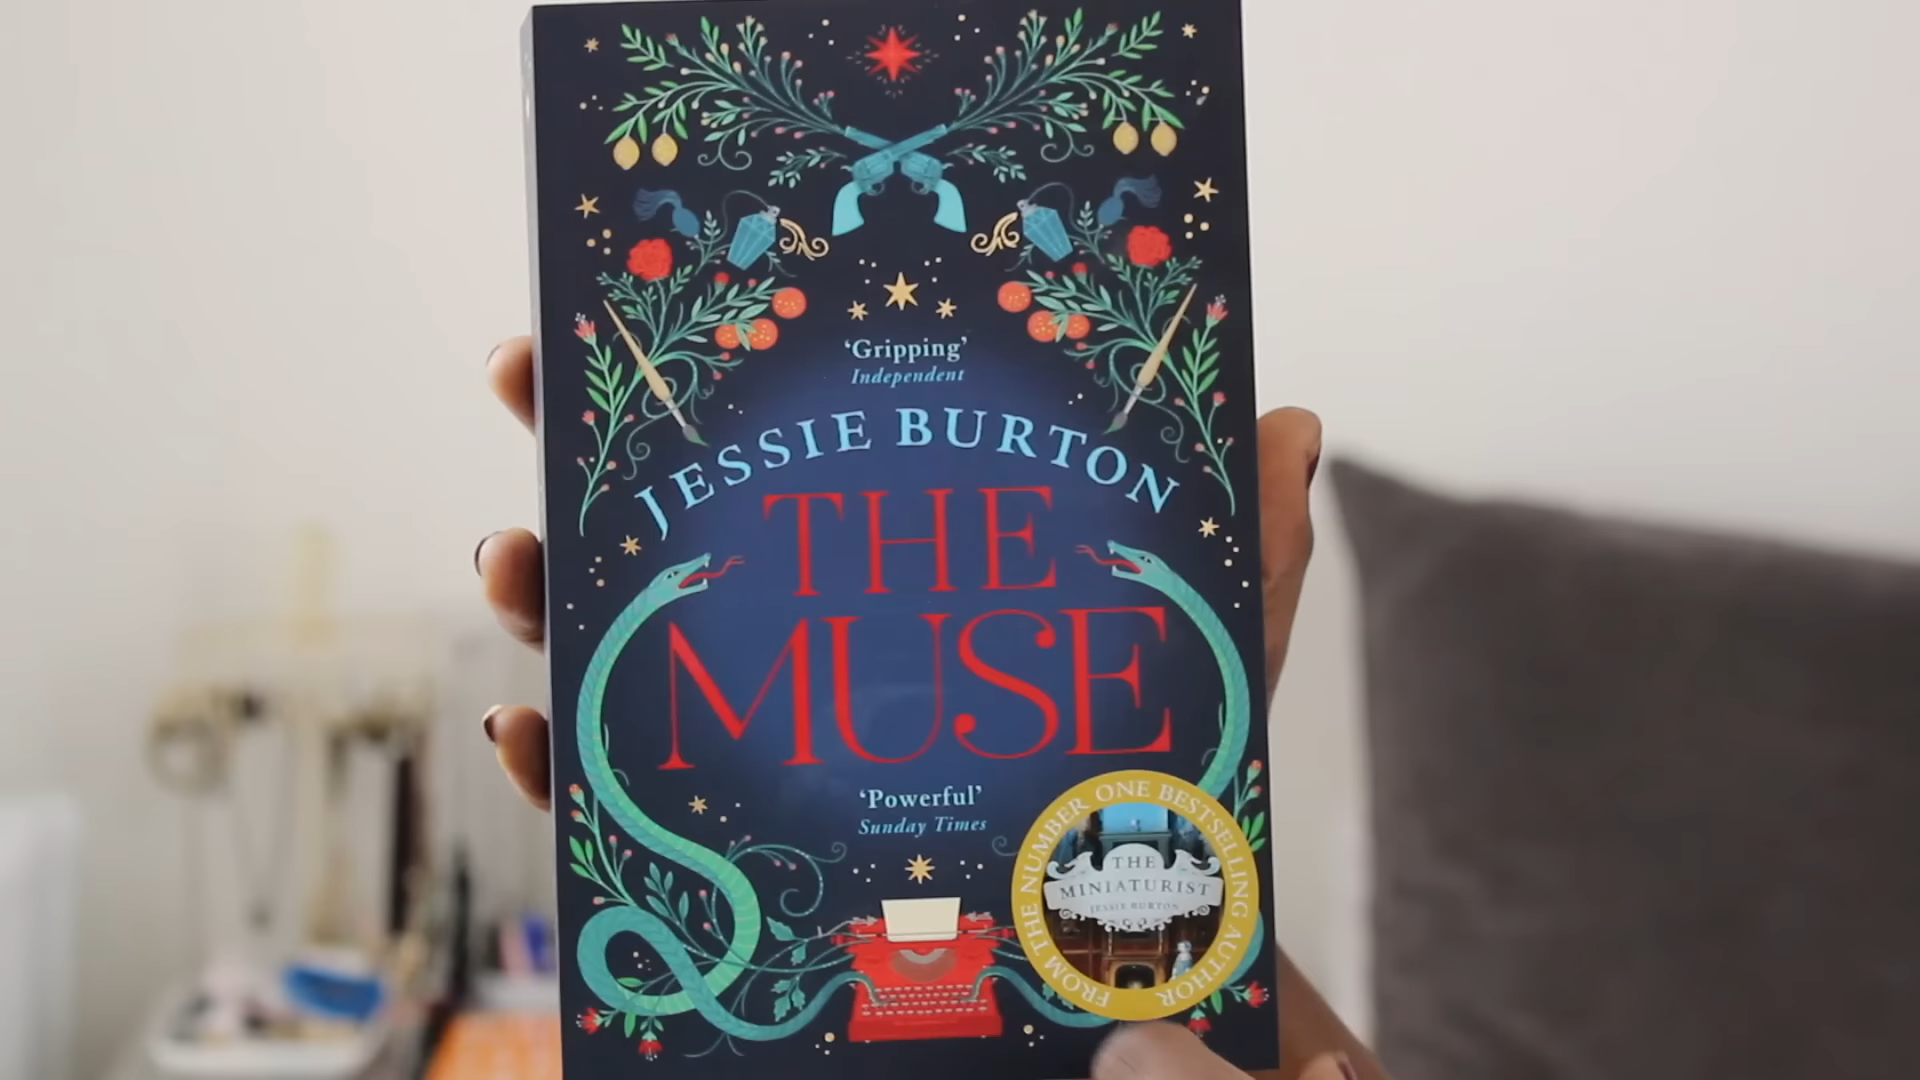 ‘Gripping’
Independent
JESSIE BURTON
THE
MUSE
‘Powerful’
Sunday Times
FROM THE NUMBER ONE BESTSELLING AUTHOR
THE
MINIATURIST
JESSIE BURTON